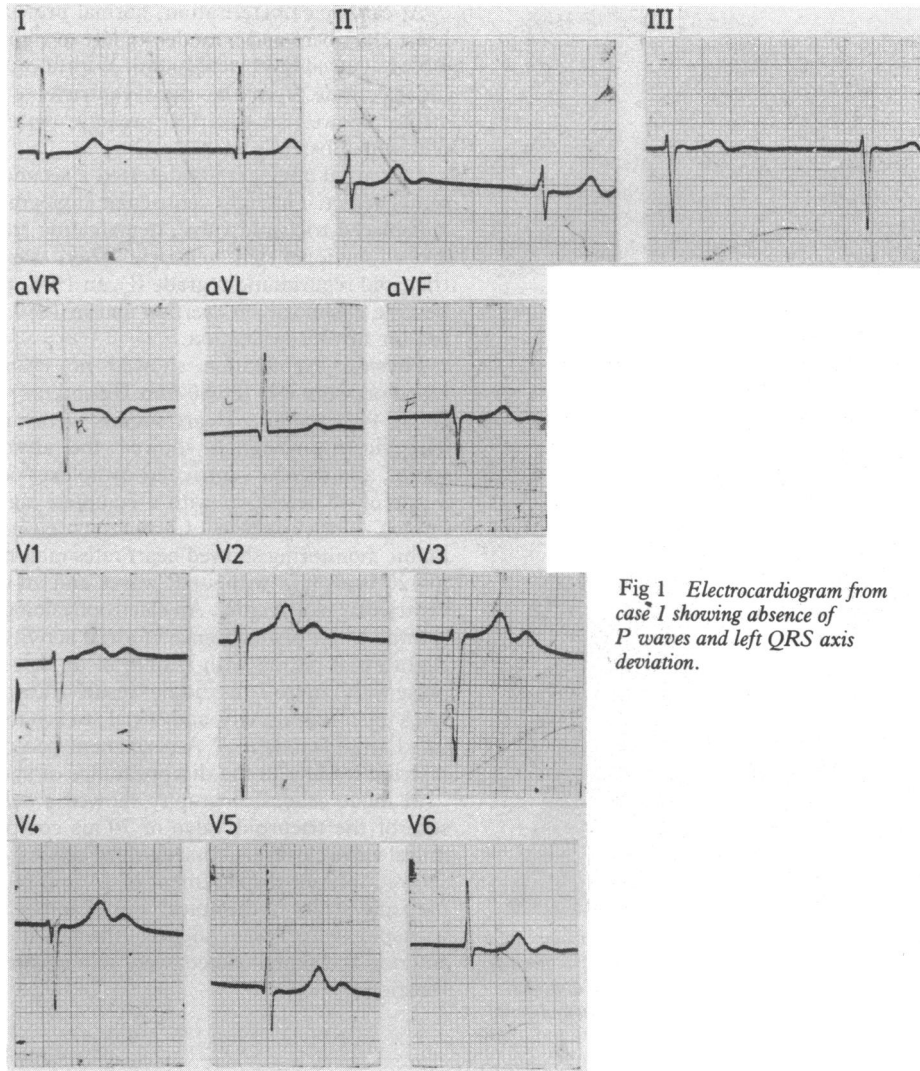 I II III
aVR aVL aVF
R L F
V1 V2 V3
Fig 1 Electrocardiogram from
case 1 showing absence of
P waves and left QRS axis
deviation.
V4 V5 V6